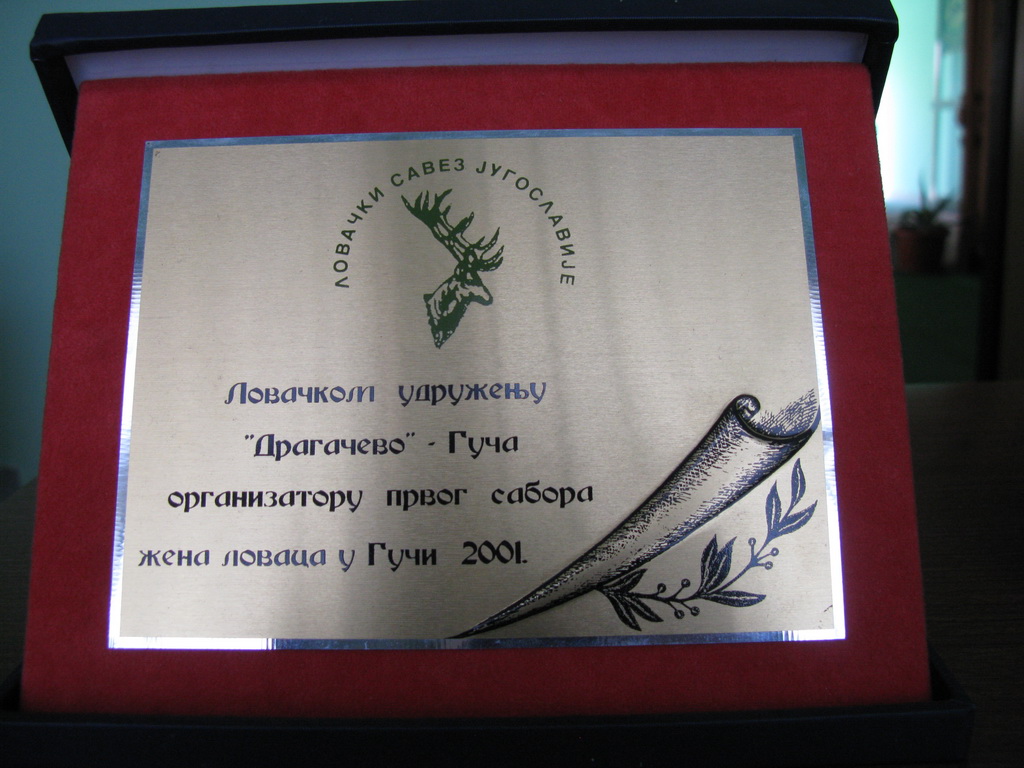 ЛОВАЧКИ САВЕЗ ЈУГОСЛАВИЈЕ
Ловачком удружењу
"Драгачево" - Гуча
организатору првог сабора
жена ловаца у Гучи 2001.